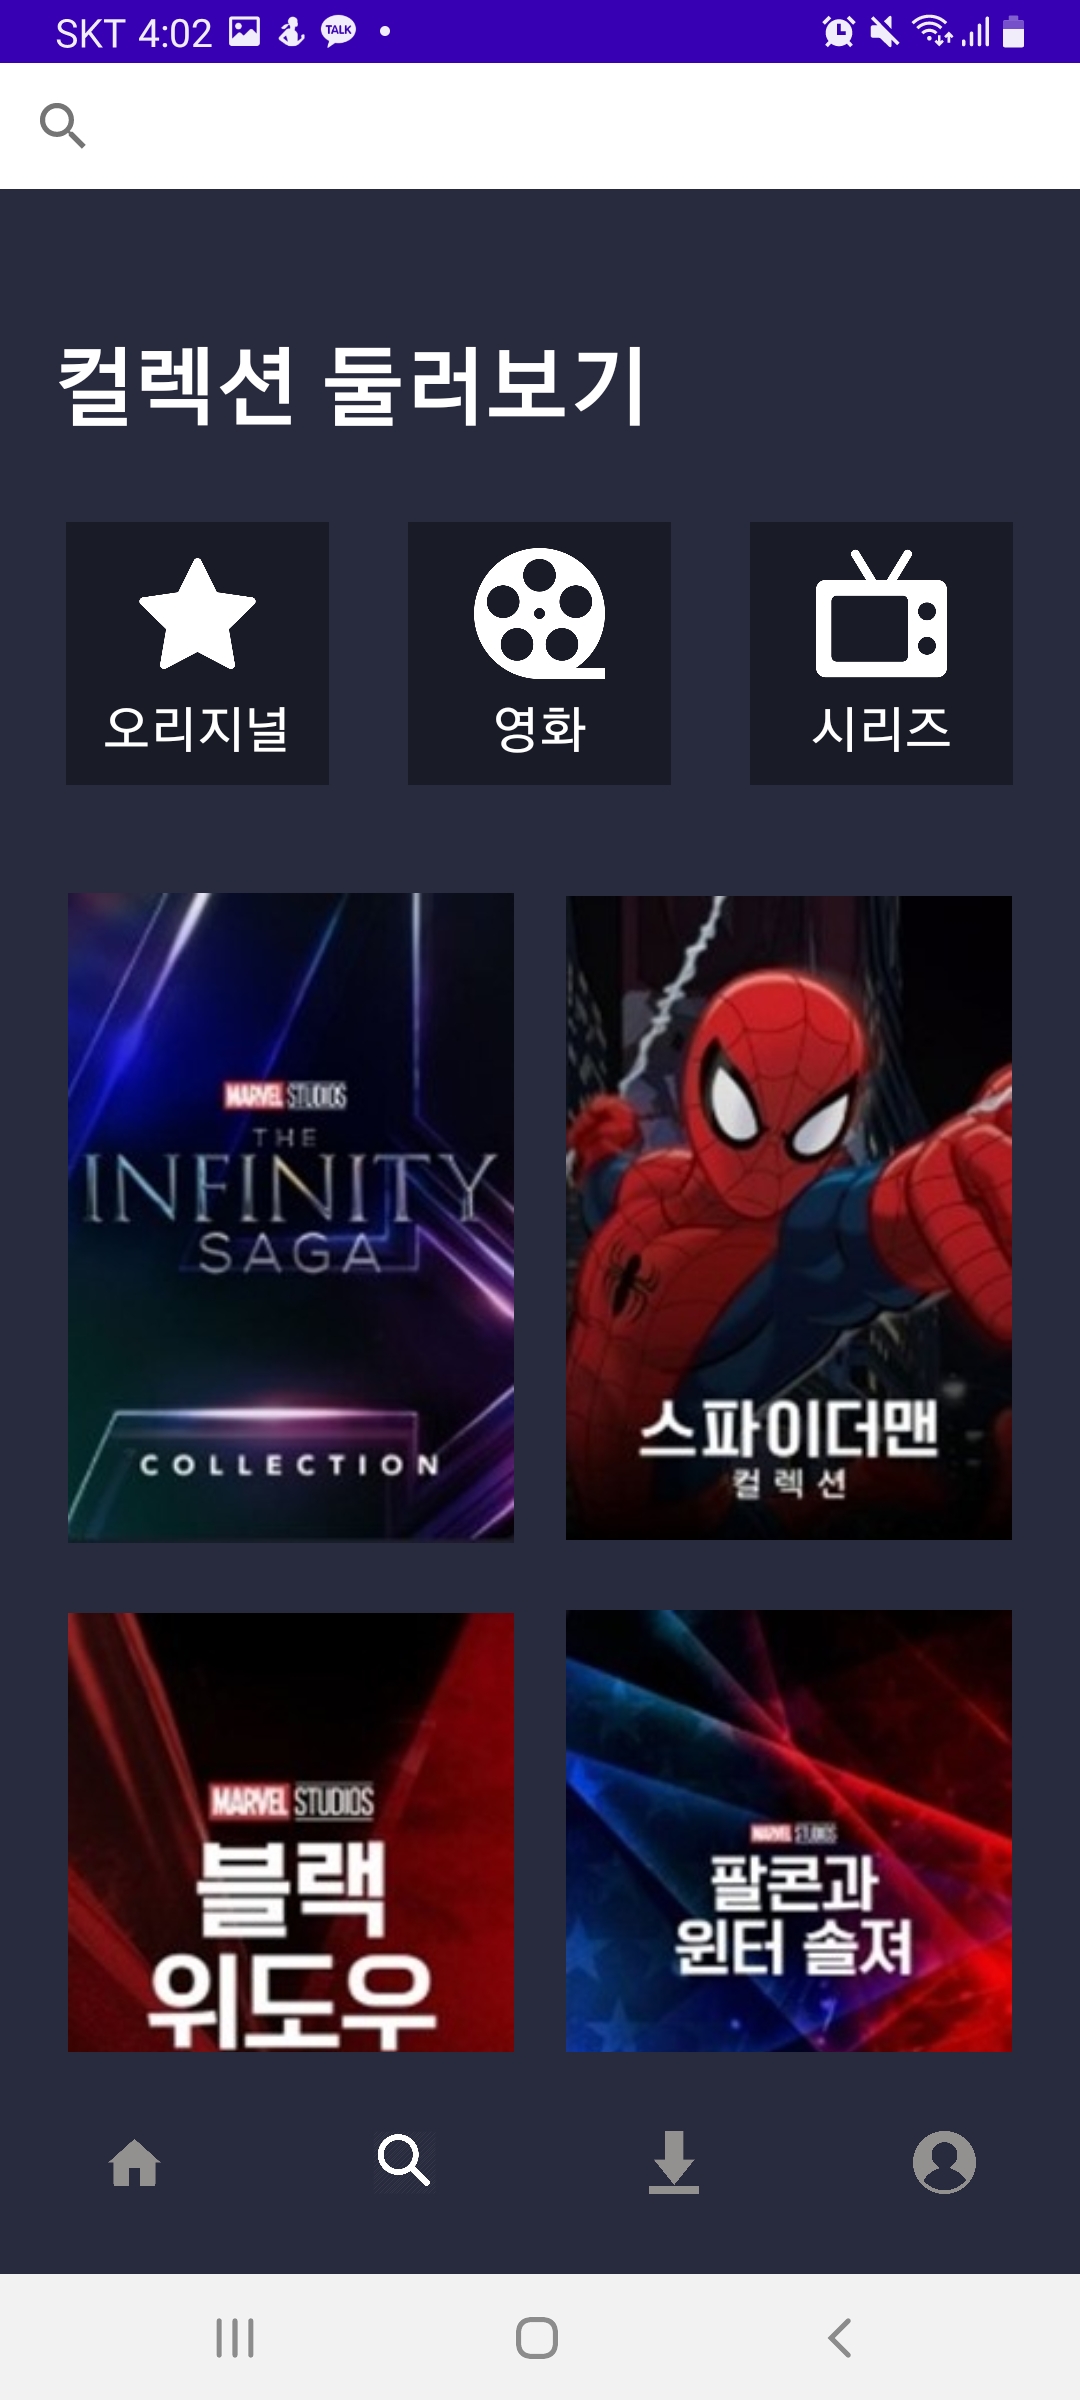 SKT 4:02
TALK
컬렉션 둘러보기
오리지널
영화
시리즈
MARVEL STUDIOS
THE
INFINITY
SAGA
COLLECTION
스파이더맨
컬렉션
MARVEL STUDIOS
블랙
위도우
MARVEL STUDIOS
팔콘과
윈터 솔져